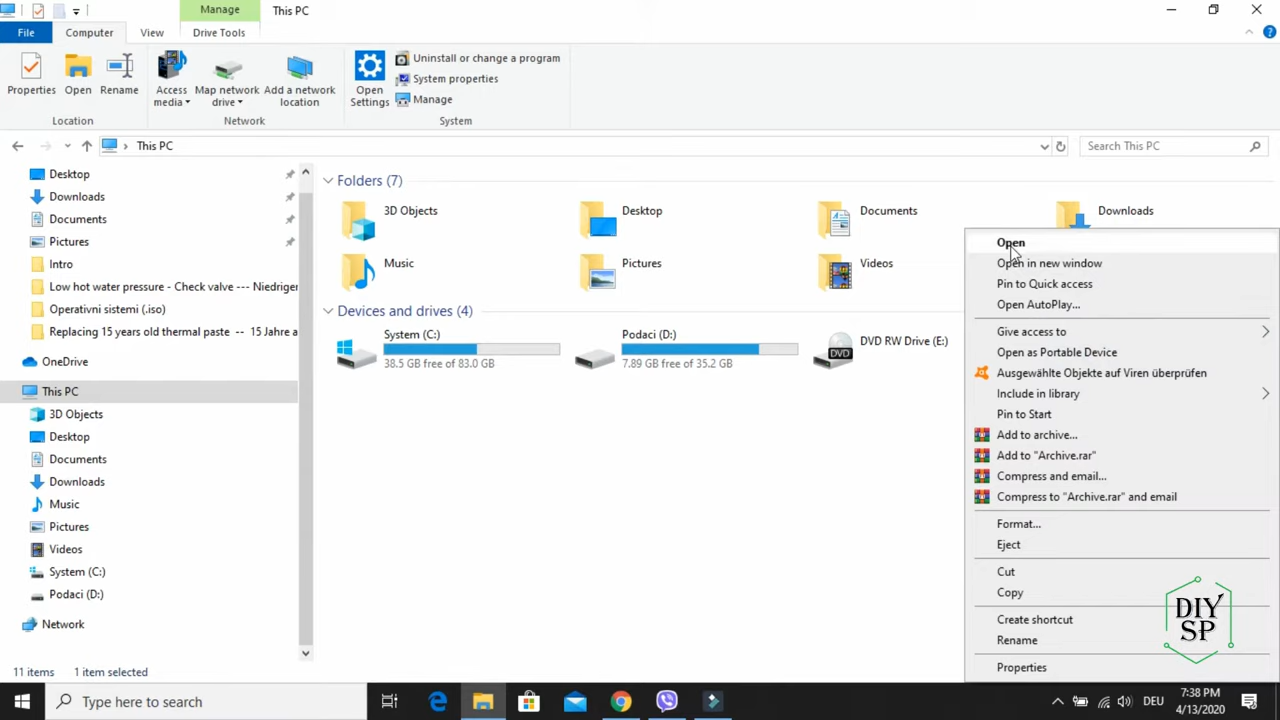 Manage
This PC
File
Computer
View
Drive Tools
Properties
Open
Rename
Access media
Map network drive
Add a network location
Open Settings
Uninstall or change a program
System properties
Manage
Location
Network
System
This PC
Search This PC
Desktop
Downloads
Documents
Pictures
Intro
Low hot water pressure - Check valve --- Niedriger
Operativni sistemi (.iso)
Replacing 15 years old thermal paste -- 15 Jahre a
OneDrive
This PC
3D Objects
Desktop
Documents
Downloads
Music
Pictures
Videos
System (C:)
Podaci (D:)
Network
Folders (7)
3D Objects
Desktop
Documents
Downloads
Music
Pictures
Videos
Devices and drives (4)
System (C:)
38.5 GB free of 83.0 GB
Podaci (D:)
7.89 GB free of 35.2 GB
DVD RW Drive (E:)
DVD
Open
Open in new window
Pin to Quick access
Open AutoPlay...
Give access to
Open as Portable Device
Ausgewählte Objekte auf Viren überprüfen
Include in library
Pin to Start
Add to archive...
Add to "Archive.rar"
Compress and email...
Compress to "Archive.rar" and email
Format...
Eject
Cut
Copy
Create shortcut
Rename
Properties
DIY
SP
11 items
1 item selected
Type here to search
DEU
7:38 PM
4/13/2020